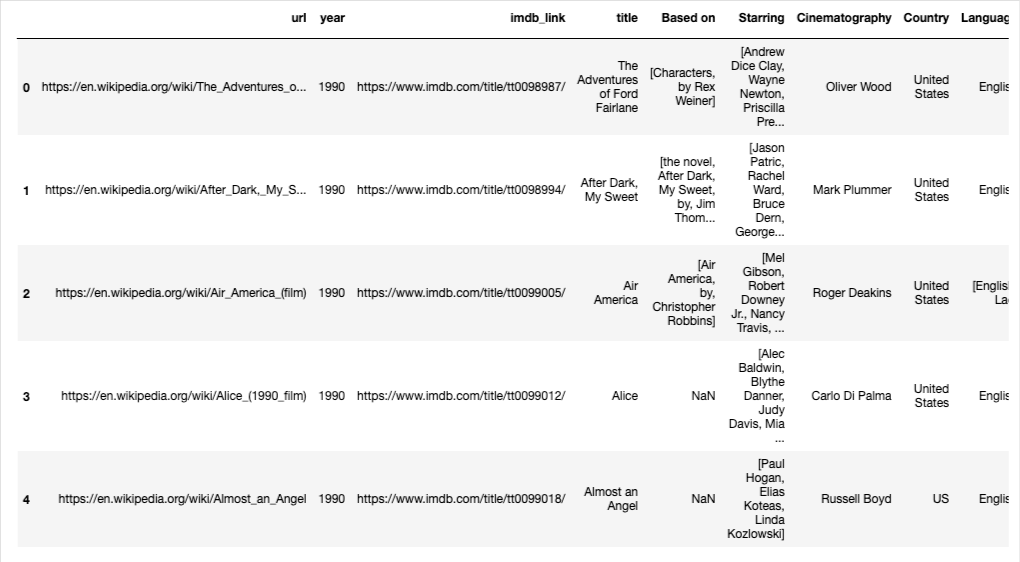 url year imdb_link title Based on Starring Cinematography Country Languag
0 https://en.wikipedia.org/wiki/The_Adventures_o... 1990 https://www.imdb.com/title/tt0098987/ The Adventures of Ford Fairlane [Characters, by Rex Weiner] [Andrew Dice Clay, Wayne Newton, Priscilla Pre... Oliver Wood United States Englis
1 https://en.wikipedia.org/wiki/After_Dark,_My_S... 1990 https://www.imdb.com/title/tt0098994/ After Dark, My Sweet [the novel, After Dark, My Sweet, by, Jim Thom... [Jason Patric, Rachel Ward, Bruce Dern, George... Mark Plummer United States Englis
2 https://en.wikipedia.org/wiki/Air_America_(film) 1990 https://www.imdb.com/title/tt0099005/ Air America [Air America, by, Christopher Robbins] [Mel Gibson, Robert Downey Jr., Nancy Travis, ... Roger Deakins United States [Englis La
3 https://en.wikipedia.org/wiki/Alice_(1990_film) 1990 https://www.imdb.com/title/tt0099012/ Alice NaN [Alec Baldwin, Blythe Danner, Judy Davis, Mia ... Carlo Di Palma United States Englis
4 https://en.wikipedia.org/wiki/Almost_an_Angel 1990 https://www.imdb.com/title/tt0099018/ Almost an Angel NaN [Paul Hogan, Elias Koteas, Linda Kozlowski] Russell Boyd US Englis